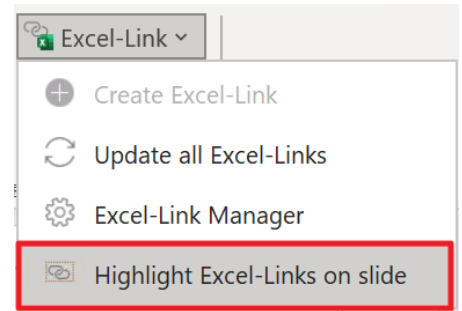 Excel-Link
Create Excel-Link
Update all Excel-Links
Excel-Link Manager
Highlight Excel-Links on slide